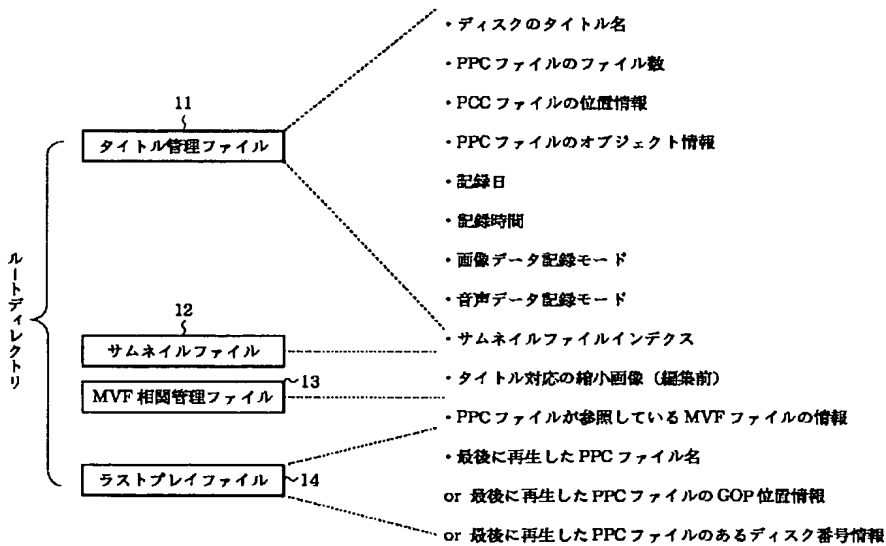 ・ディスクのタイトル名
・PPCファイルのファイル数
・PCCファイルの位置情報
・PPCファイルのオブジェクト情報
・記録日
・記録時間
・画像データ記録モード
・音声データ記録モード
・サムネイルファイルインデクス
・タイトル対応の縮小画像（編集前）
・PPCファイルが参照しているMVFファイルの情報
・最後に再生したPPCファイル名
or 最後に再生したPPCファイルのGOP位置情報
or 最後に再生したPPCファイルのあるディスク番号情報
ルートディレクトリ
11
タイトル管理ファイル
12
サムネイルファイル
13
MVF相関管理ファイル
ラストプレイファイル
14